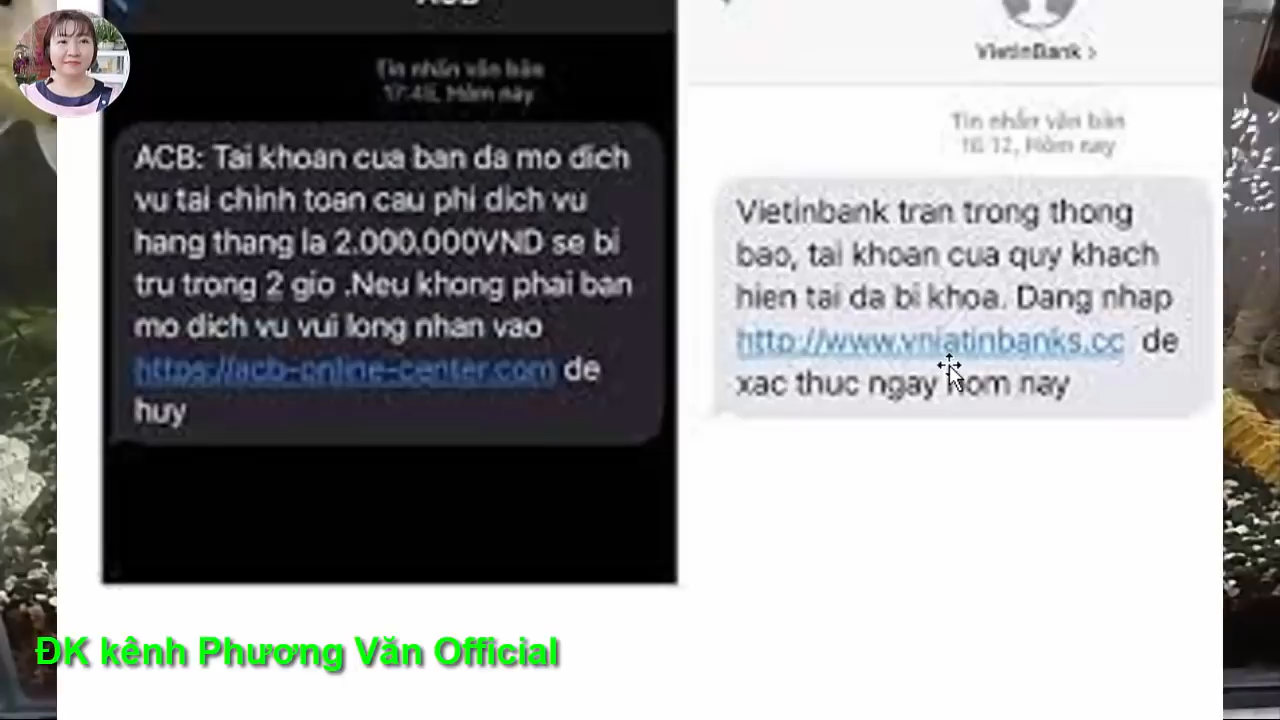 ACB
Tin nhắn văn bản
17:45, Hôm nay
ACB: Tai khoan cua ban da mo dich
vu tai chinh toan cau phi dich vu
hang thang la 2.000.000VND se bi
tru trong 2 gio .Neu khong phai ban
mo dich vu vui long nhan vao
https://acb-online-center.com de
huy
VietinBank >
Tin nhắn văn bản
16:12, Hôm nay
Vietinbank tran trong thong
bao, tai khoan cua quy khach
hien tai da bi khoa. Dang nhap
http://www.vniatinbanks.cc de
xac thuc ngay hom nay
ĐK kênh Phương Văn Official